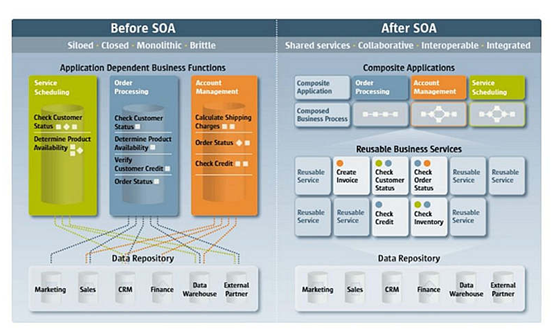 Before SOA
Siloed · Closed · Monolithic · Brittle
Application Dependent Business Functions
Service
Scheduling
Check Customer
Status
Determine Product
Availability
Order
Processing
Check Customer
Status
Determine Product
Availability
Verify
Customer Credit
Order Status
Account
Management
Calculate Shipping
Charges
Order Status
Check Credit
Data Repository
Marketing
Sales
CRM
Finance
Data
Warehouse
External
Partner
After SOA
Shared services · Collaborative · Interoperable · Integrated
Composite Applications
Composite
Application
Order
Processing
Account
Management
Service
Scheduling
Composed
Business Process
Reusable Business Services
Reusable
Service
Create
Invoice
Check
Customer
Status
Check
Order
Status
Reusable
Service
Reusable
Service
Reusable
Service
Reusable
Service
Check
Credit
Check
Inventory
Reusable
Service
Data Repository
Marketing
Sales
CRM
Finance
Data
Warehouse
External
Partner